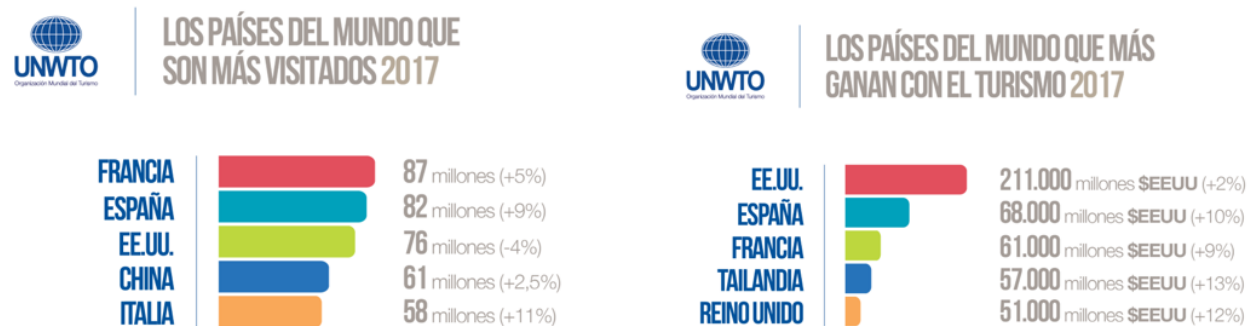 UNWTO
Organización Mundial del Turismo
LOS PAÍSES DEL MUNDO QUE
SON MÁS VISITADOS 2017
FRANCIA 87 millones (+5%)
ESPAÑA 82 millones (+9%)
EE.UU. 76 millones (-4%)
CHINA 61 millones (+2,5%)
ITALIA 58 millones (+11%)
UNWTO
Organización Mundial del Turismo
LOS PAÍSES DEL MUNDO QUE MÁS
GANAN CON EL TURISMO 2017
EE.UU. 211.000 millones $EEUU (+2%)
ESPAÑA 68.000 millones $EEUU (+10%)
FRANCIA 61.000 millones $EEUU (+9%)
TAILANDIA 57.000 millones $EEUU (+13%)
REINO UNIDO 51.000 millones $EEUU (+12%)